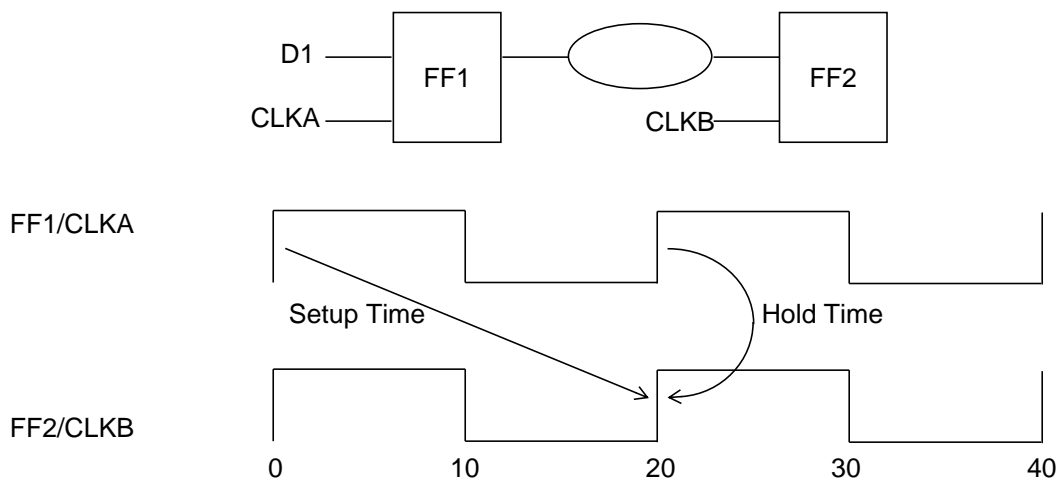 D1
FF1
FF2
CLKA
CLKB
FF1/CLKA
Setup Time
Hold Time
FF2/CLKB
0 10 20 30 40